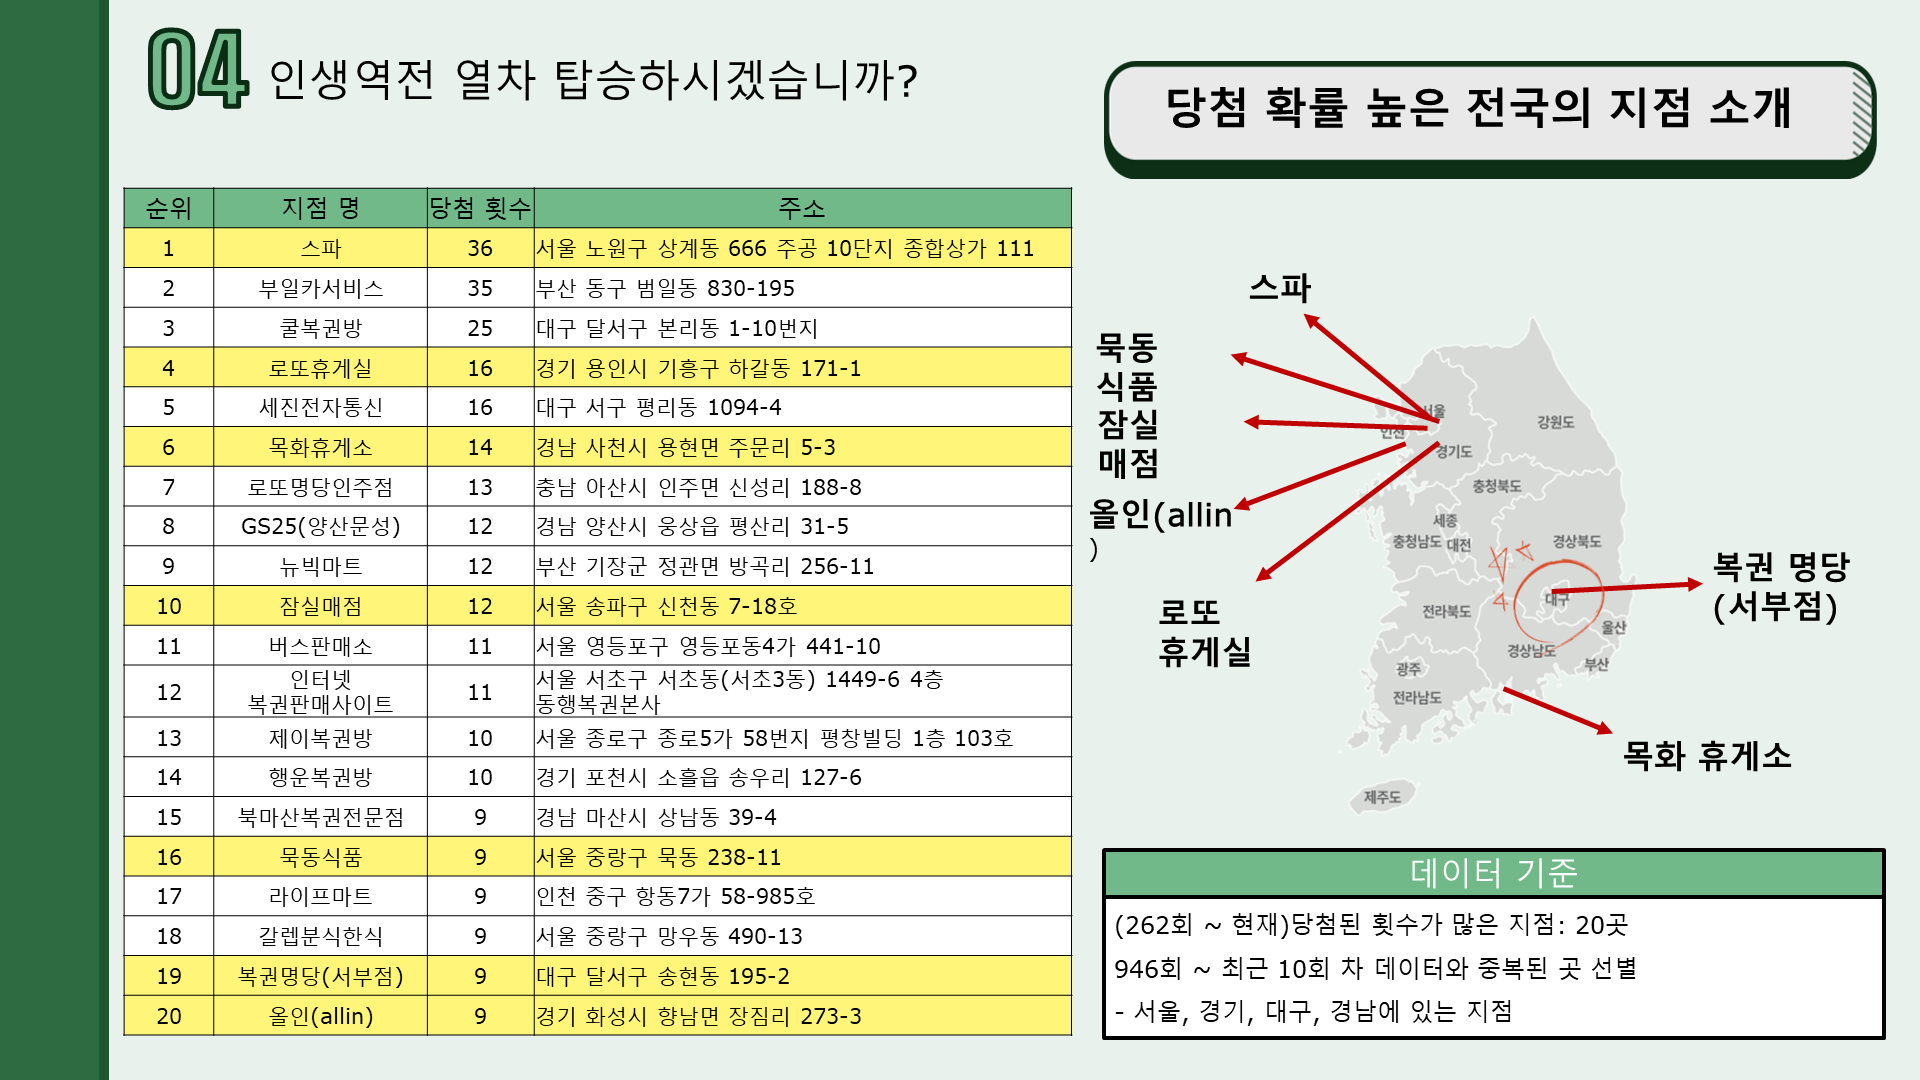 04 인생역전 열차 탑승하시겠습니까?
당첨 확률 높은 전국의 지점 소개
순위 지점 명 당첨 횟수 주소
1 스파 36 서울 노원구 상계동 666 주공 10단지 종합상가 111
2 부일카서비스 35 부산 동구 범일동 830-195
3 쿨복권방 25 대구 달서구 본리동 1-10번지
4 로또휴게실 16 경기 용인시 기흥구 하갈동 171-1
5 세진전자통신 16 대구 서구 평리동 1094-4
6 목화휴게소 14 경남 사천시 용현면 주문리 5-3
7 로또명당인주점 13 충남 아산시 인주면 신성리 188-8
8 GS25(양산문성) 12 경남 양산시 웅상읍 평산리 31-5
9 뉴빅마트 12 부산 기장군 정관면 방곡리 256-11
10 잠실매점 12 서울 송파구 신천동 7-18호
11 버스판매소 11 서울 영등포구 영등포동4가 441-10
12 인터넷 복권판매사이트 11 서울 서초구 서초동(서초3동) 1449-6 4층
동행복권본사
13 제이복권방 10 서울 종로구 종로5가 58번지 평창빌딩 1층 103호
14 행운복권방 10 경기 포천시 소흘읍 송우리 127-6
15 북마산복권전문점 9 경남 마산시 상남동 39-4
16 묵동식품 9 서울 중랑구 묵동 238-11
17 라이프마트 9 인천 중구 항동7가 58-985호
18 갈렙분식한식 9 서울 중랑구 망우동 490-13
19 복권명당(서부점) 9 대구 달서구 송현동 195-2
20 올인(allin) 9 경기 화성시 향남면 장짐리 273-3
스파
묵동
식품
잠실
매점
올인(allin
)
로또
휴게실
복권 명당
(서부점)
목화 휴게소
서울
인천
경기도
강원도
충청북도
세종
충청남도
대전
경상북도
대구
전라북도
울산
경상남도
부산
광주
전라남도
제주도
데이터 기준
(262회 ~ 현재)당첨된 횟수가 많은 지점: 20곳
946회 ~ 최근 10회 차 데이터와 중복된 곳 선별
- 서울, 경기, 대구, 경남에 있는 지점